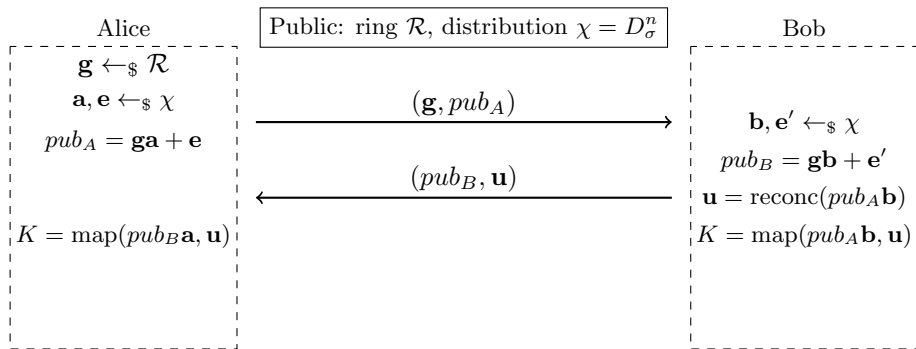 Alice
Public: ring ℛ, distribution χ = D_σ^n
Bob
g ←$ ℛ
a, e ←$ χ
pub_A = ga + e
(g, pub_A)
b, e′ ←$ χ
pub_B = gb + e′
(pub_B, u)
u = reconc(pub_A b)
K = map(pub_B a, u)
K = map(pub_A b, u)